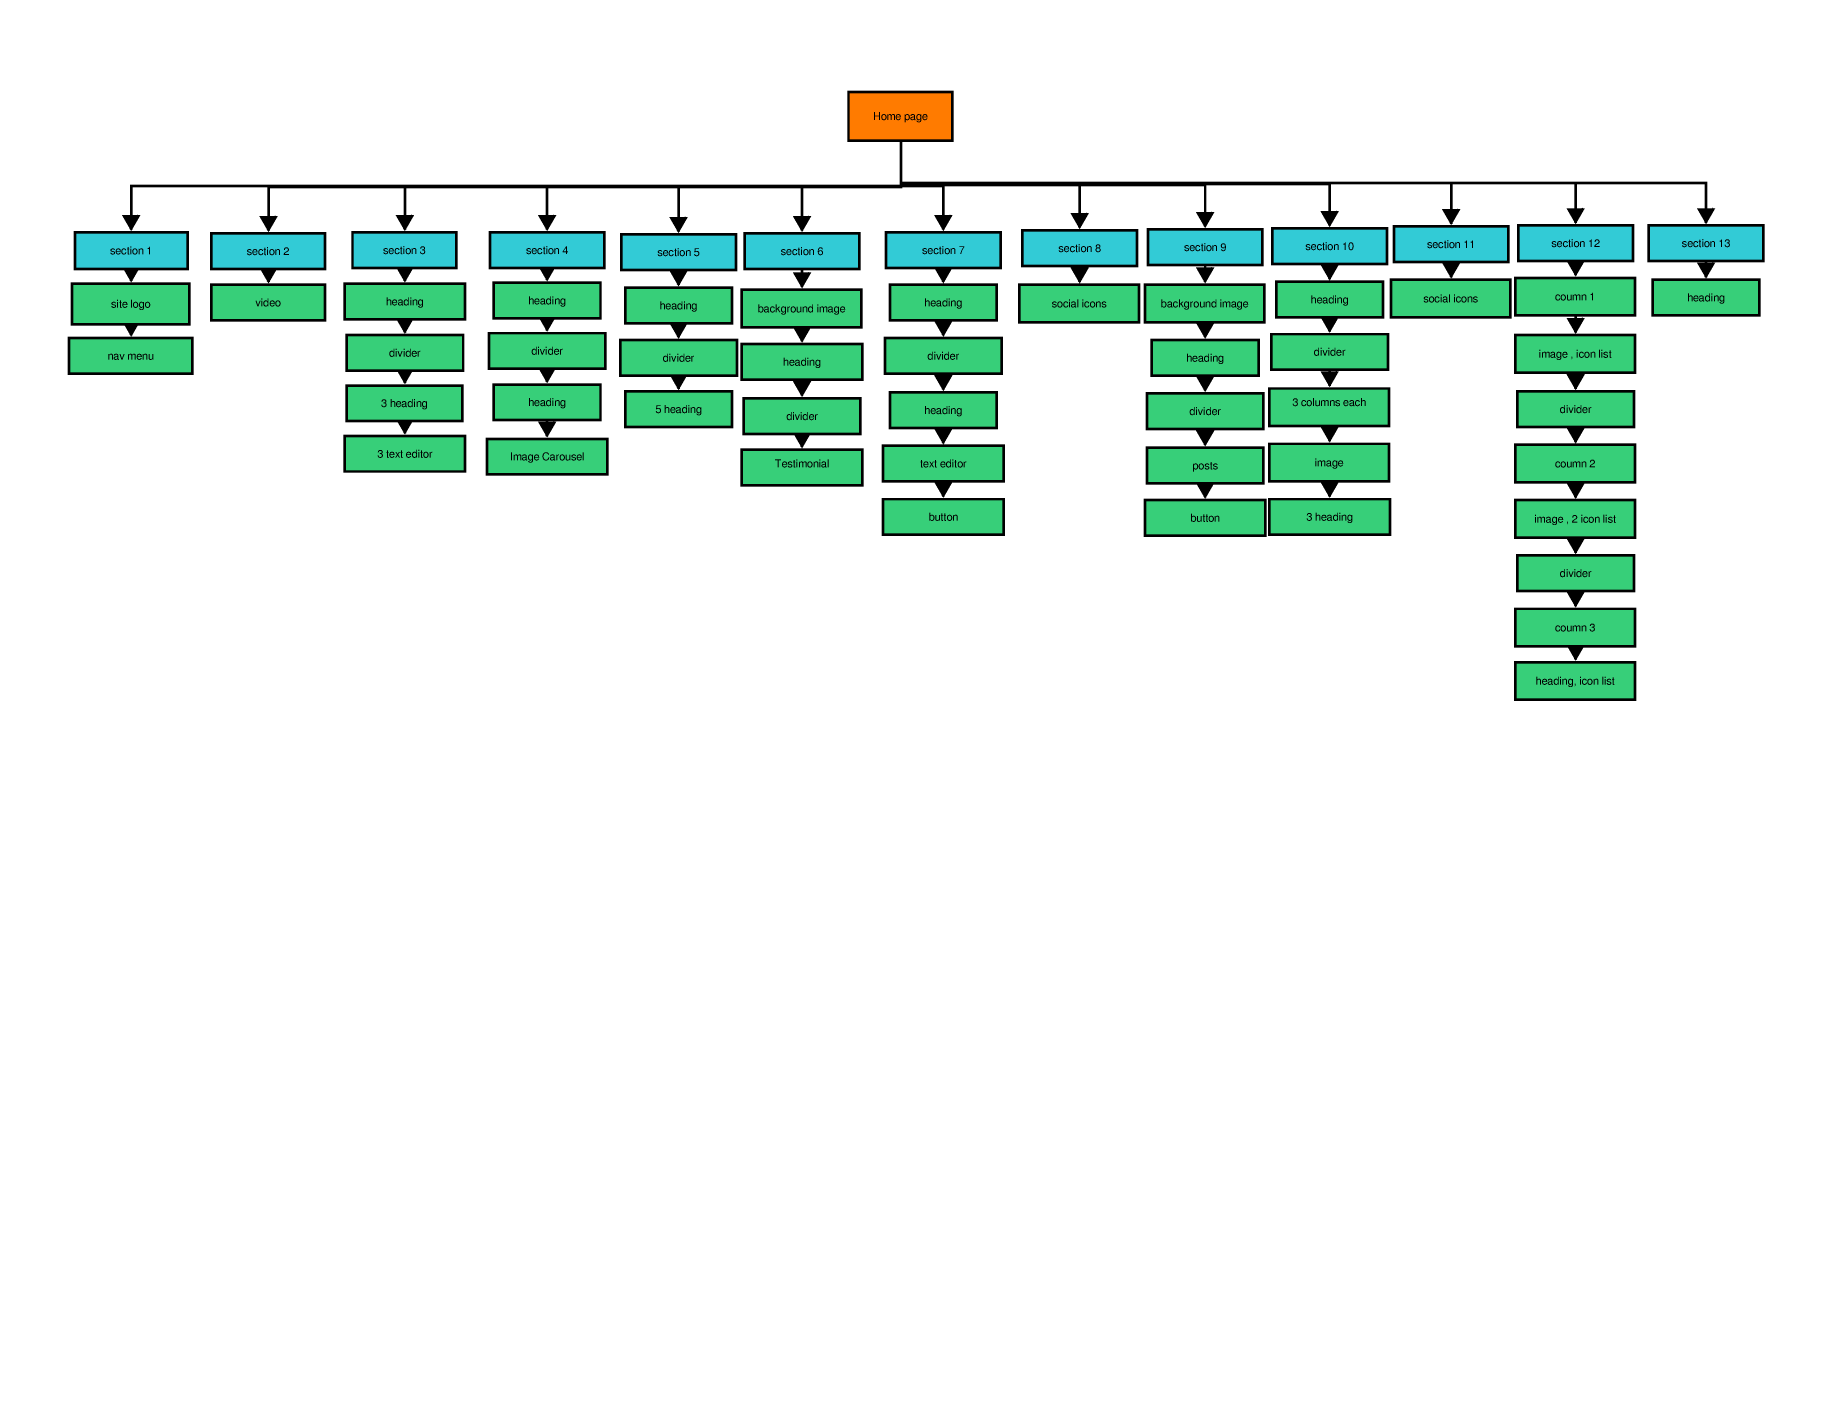 Home page
section 1
site logo
nav menu
section 2
video
section 3
heading
divider
3 heading
3 text editor
section 4
heading
divider
heading
Image Carousel
section 5
heading
divider
5 heading
section 6
background image
heading
divider
Testimonial
section 7
heading
divider
heading
text editor
button
section 8
social icons
section 9
background image
heading
divider
posts
button
section 10
heading
divider
3 columns each
image
3 heading
section 11
social icons
section 12
coumn 1
image , icon list
divider
coumn 2
image , 2 icon list
divider
coumn 3
heading, icon list
section 13
heading